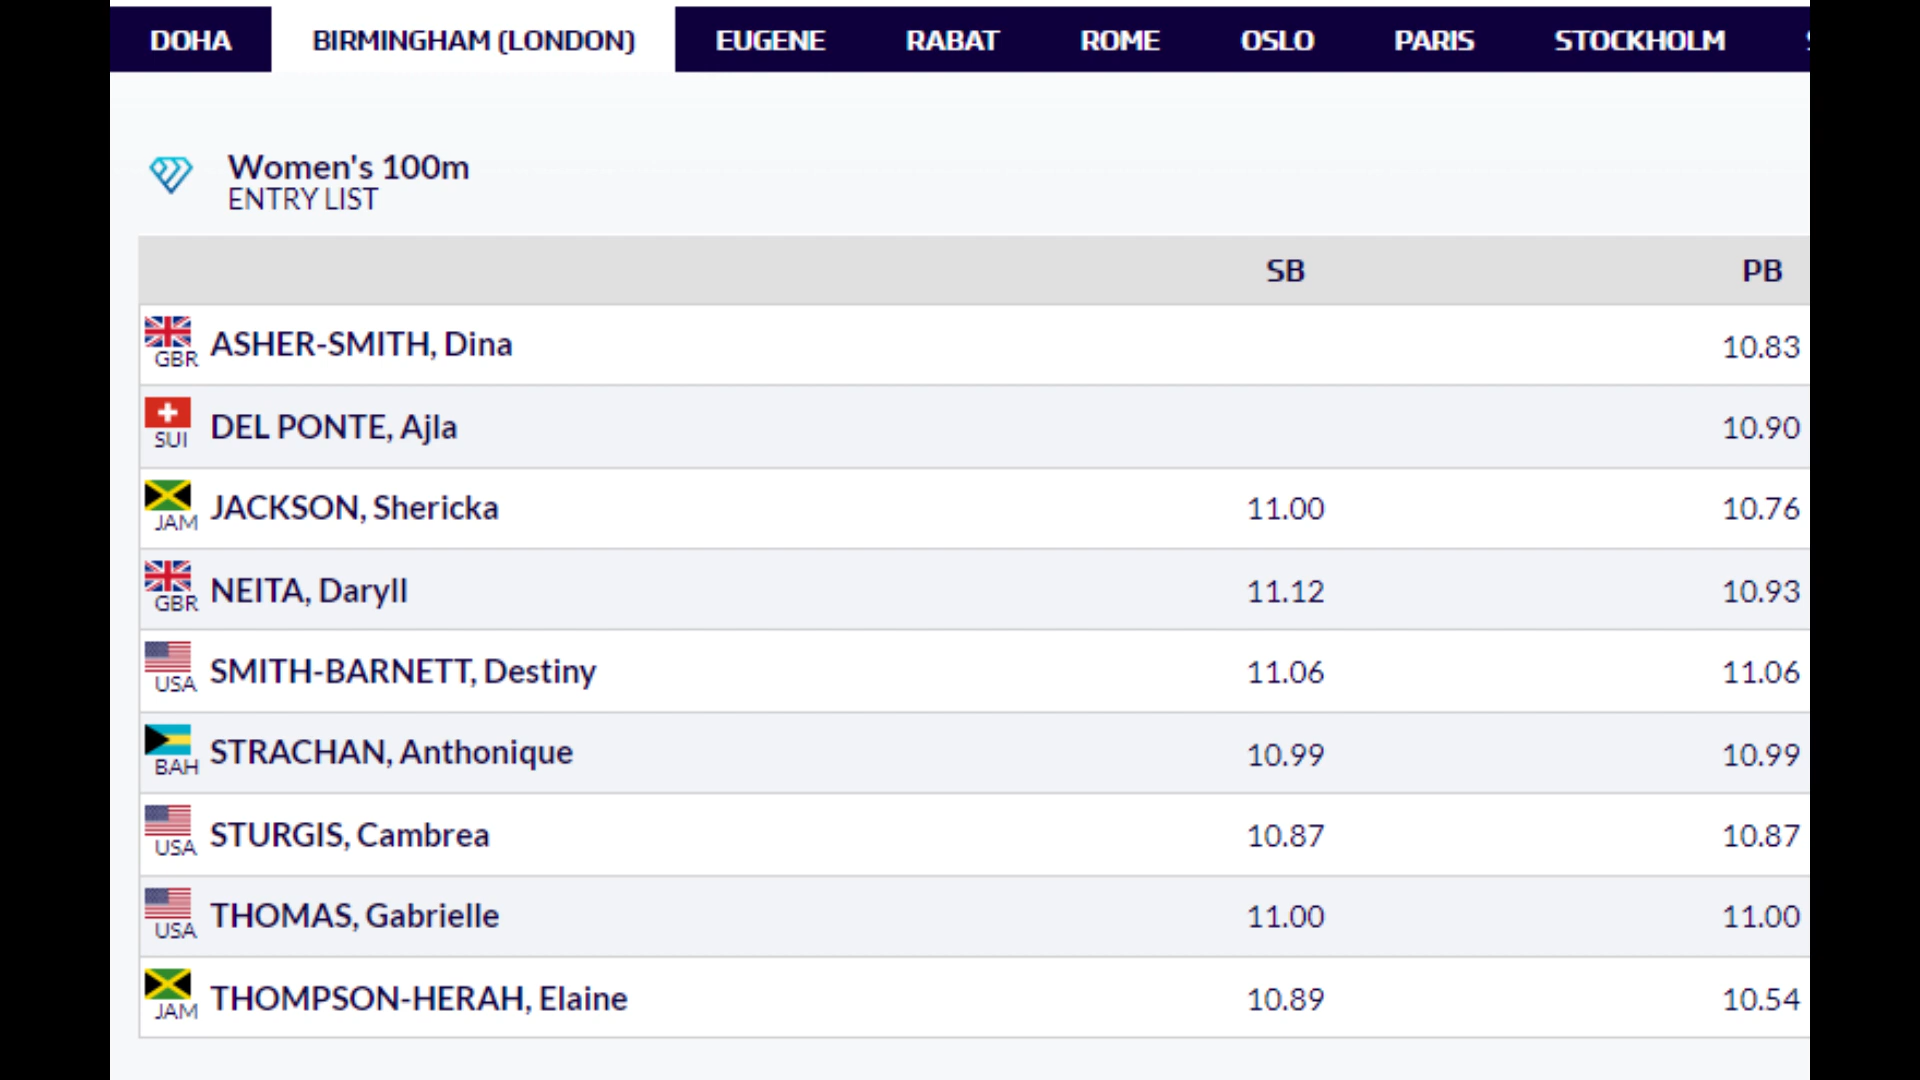 DOHA BIRMINGHAM (LONDON) EUGENE RABAT ROME OSLO PARIS STOCKHOLM
Women's 100m
ENTRY LIST
SB PB
GBR ASHER-SMITH, Dina 10.83
SUI DEL PONTE, Ajla 10.90
JAM JACKSON, Shericka 11.00 10.76
GBR NEITA, Daryll 11.12 10.93
USA SMITH-BARNETT, Destiny 11.06 11.06
BAH STRACHAN, Anthonique 10.99 10.99
USA STURGIS, Cambrea 10.87 10.87
USA THOMAS, Gabrielle 11.00 11.00
JAM THOMPSON-HERAH, Elaine 10.89 10.54